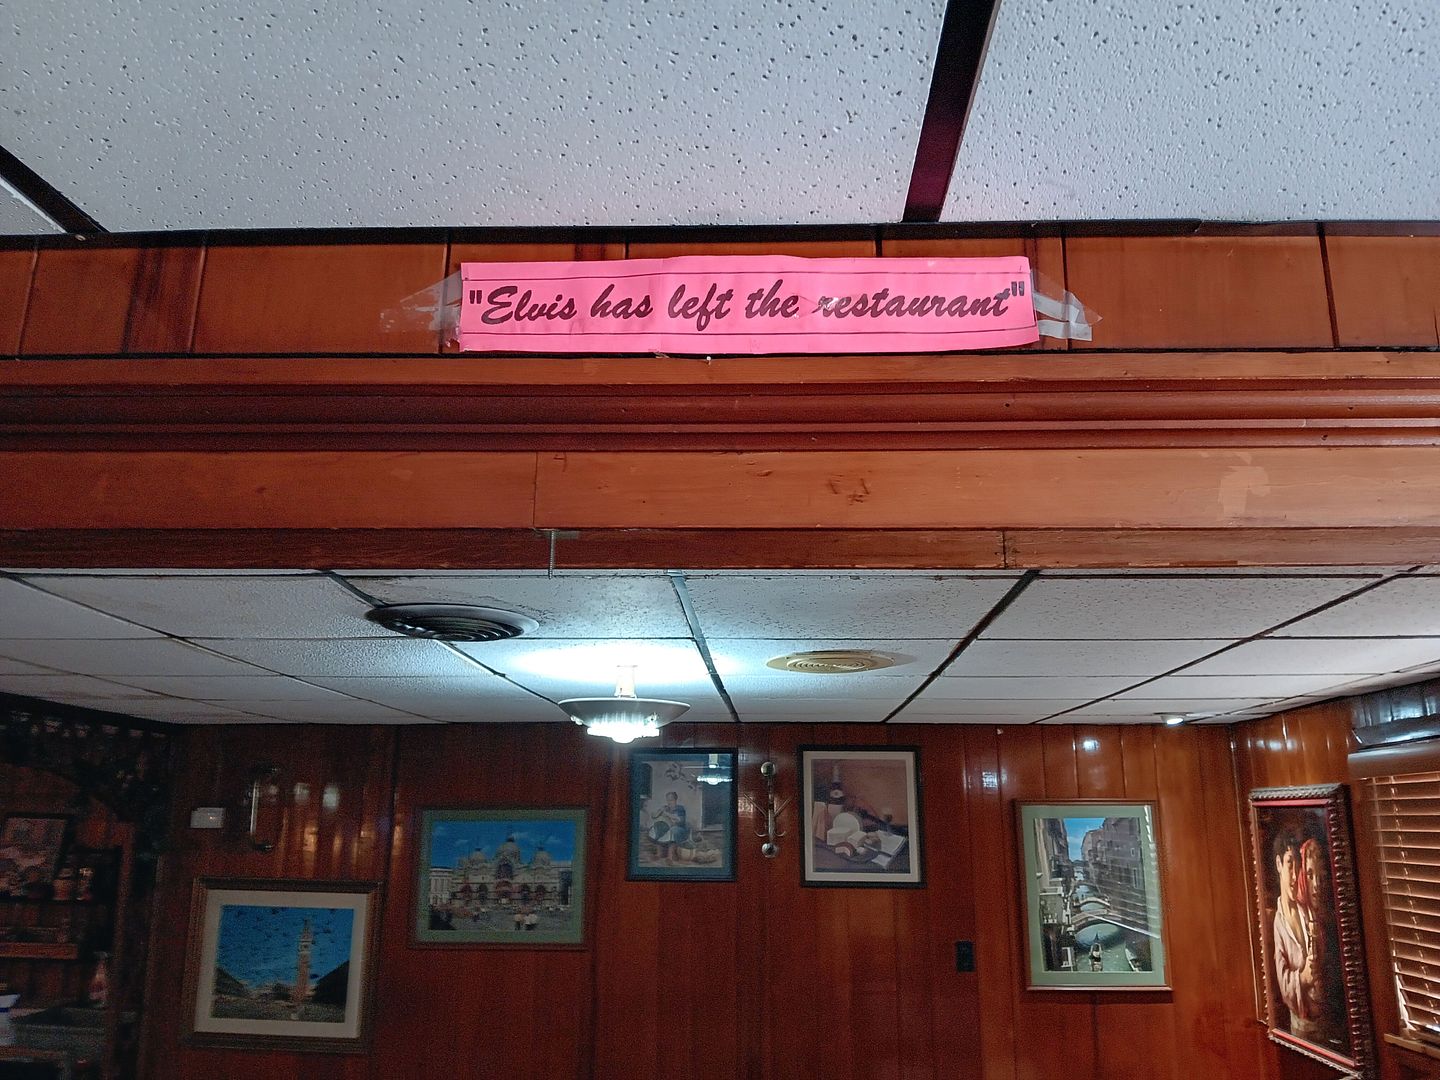 "Elvis has left the restaurant"